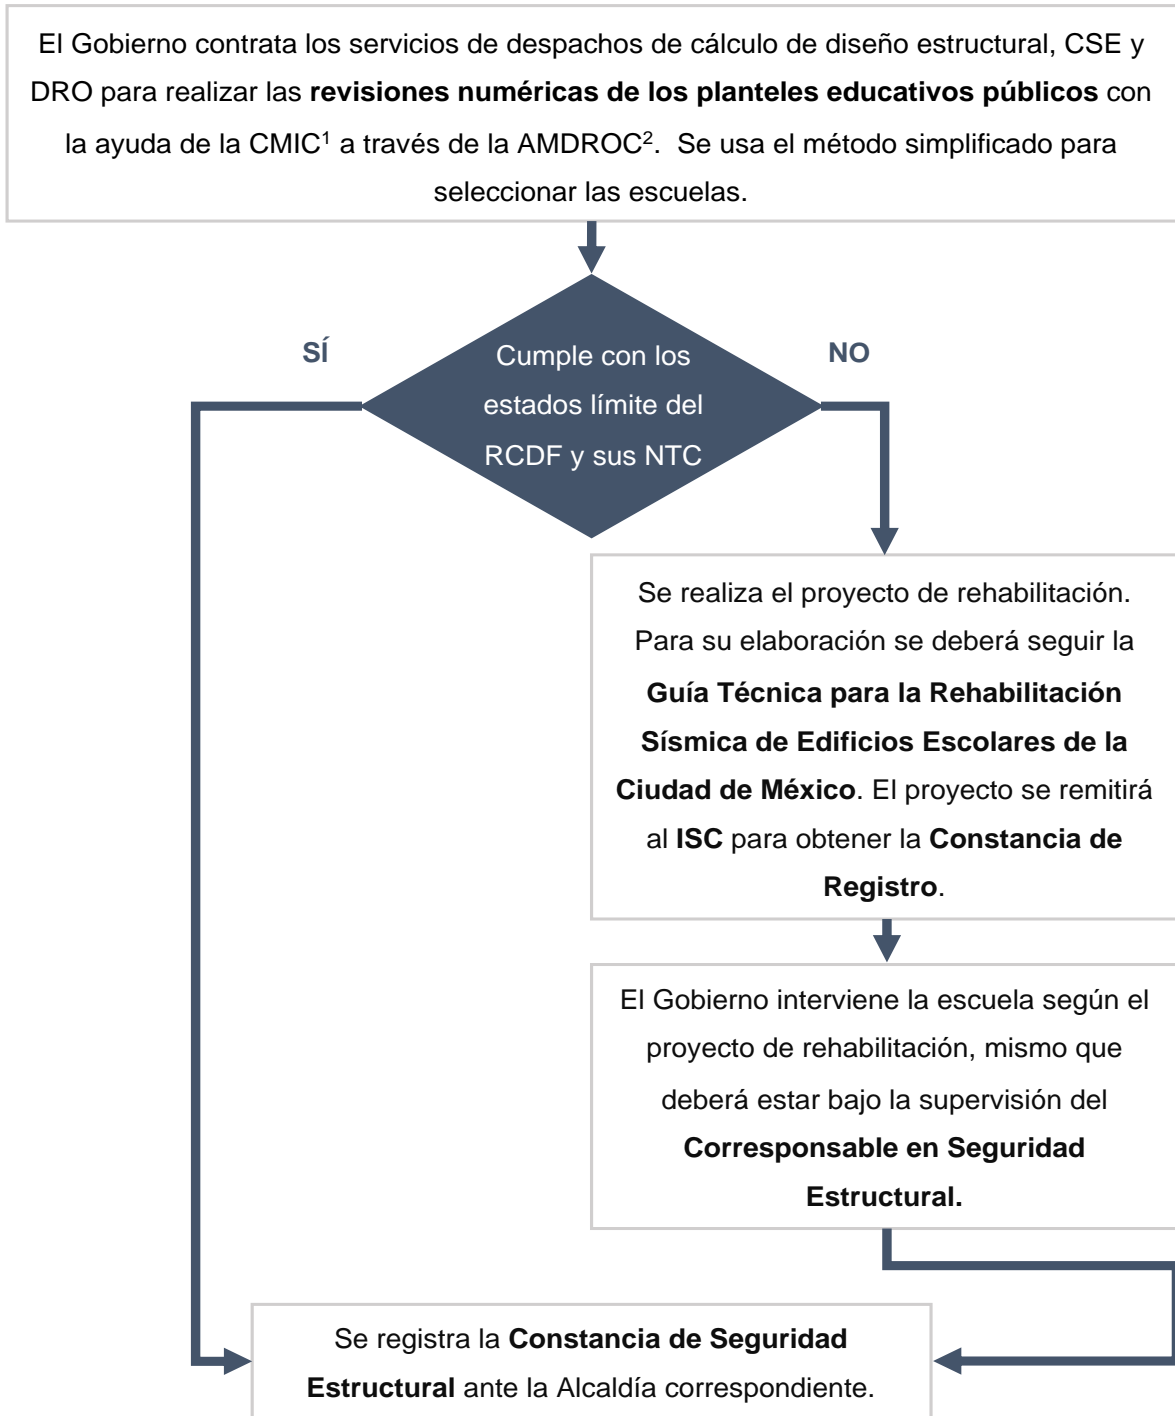 El Gobierno contrata los servicios de despachos de cálculo de diseño estructural, CSE y
DRO para realizar las revisiones numéricas de los planteles educativos públicos con
la ayuda de la CMIC¹ a través de la AMDROC². Se usa el método simplificado para
seleccionar las escuelas.
SÍ
NO
Cumple con los
estados límite del
RCDF y sus NTC
Se realiza el proyecto de rehabilitación.
Para su elaboración se deberá seguir la
Guía Técnica para la Rehabilitación
Sísmica de Edificios Escolares de la
Ciudad de México. El proyecto se remitirá
al ISC para obtener la Constancia de
Registro.
El Gobierno interviene la escuela según el
proyecto de rehabilitación, mismo que
deberá estar bajo la supervisión del
Corresponsable en Seguridad
Estructural.
Se registra la Constancia de Seguridad
Estructural ante la Alcaldía correspondiente.